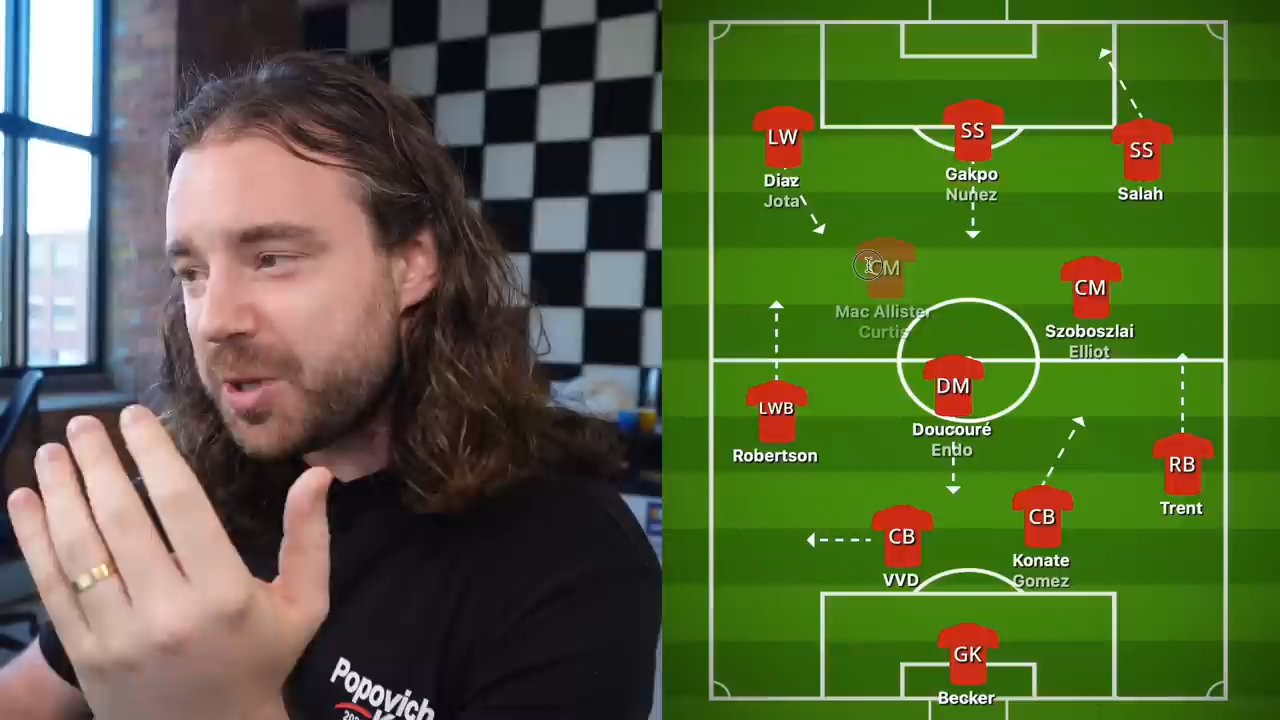 LW
Diaz
Jota
SS
Gakpo
Nunez
SS
Salah
CM
Mac Allister
Curtis
CM
Szoboszlai
Elliot
LWB
Robertson
DM
Doucouré
Endo
RB
Trent
CB
VVD
CB
Konate
Gomez
GK
Becker
Popovich